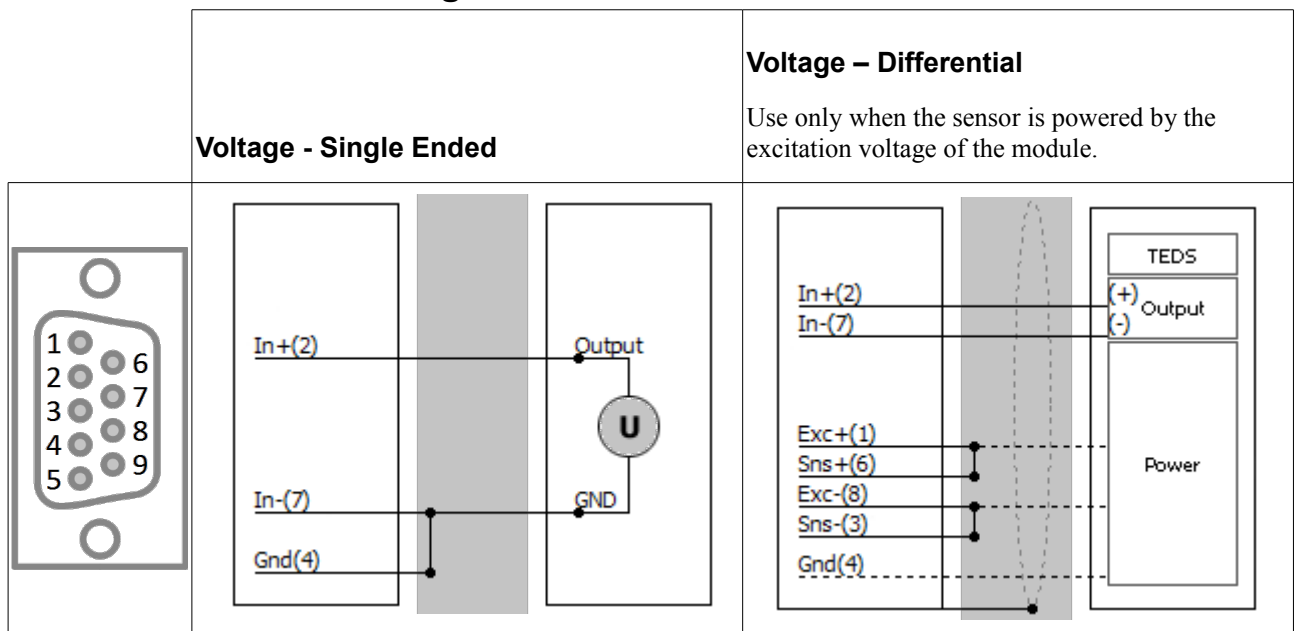 Voltage - Single Ended
Voltage – Differential
Use only when the sensor is powered by the
excitation voltage of the module.
1
2
3
4
5
6
7
8
9
In+(2)
In-(7)
Gnd(4)
Output
U
GND
In+(2)
In-(7)
Exc+(1)
Sns+(6)
Exc-(8)
Sns-(3)
Gnd(4)
TEDS
(+)
Output
(-)
Power